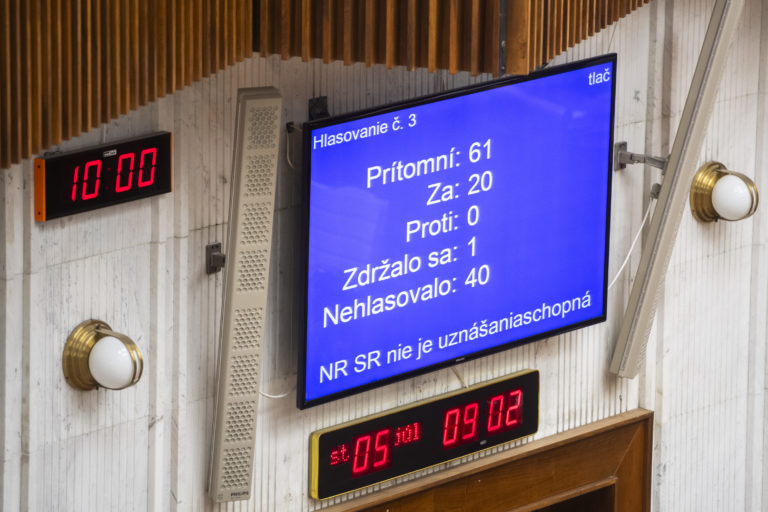 10:00
tlač
Hlasovanie č. 3
Prítomní: 61
Za: 20
Proti: 0
Zdržalo sa: 1
Nehlasovalo: 40
NR SR nie je uznášaniaschopná
st 05 júl 09 02
PHILIPS